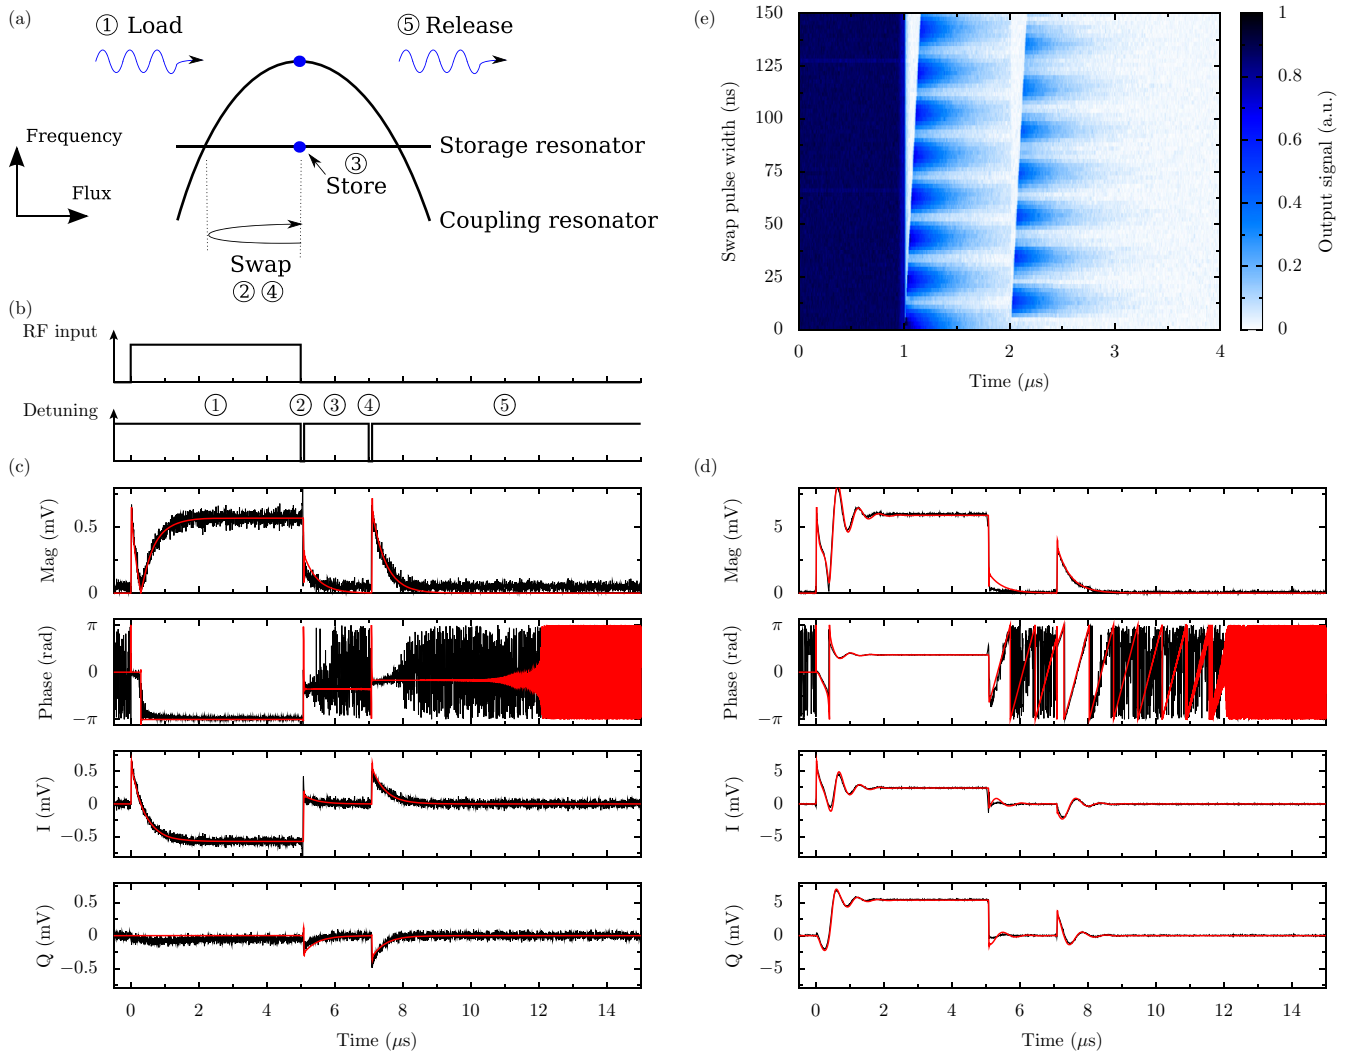 (a)
① Load
⑤ Release
Frequency
Flux
Storage resonator
③
Store
Coupling resonator
Swap
② ④
(b)
RF input
Detuning
① ② ③ ④ ⑤
(c)
Mag (mV)
0.5
0
Phase (rad)
π
0
−π
I (mV)
0.5
0
−0.5
Q (mV)
0.5
0
−0.5
0 2 4 6 8 10 12 14
Time (μs)
(e)
Swap pulse width (ns)
150
125
100
75
50
25
0
0 1 2 3 4
Time (μs)
1
0.8
0.6
0.4
0.2
0
Output signal (a.u.)
(d)
Mag (mV)
5
0
Phase (rad)
π
0
−π
I (mV)
5
0
−5
Q (mV)
5
0
−5
0 2 4 6 8 10 12 14
Time (μs)